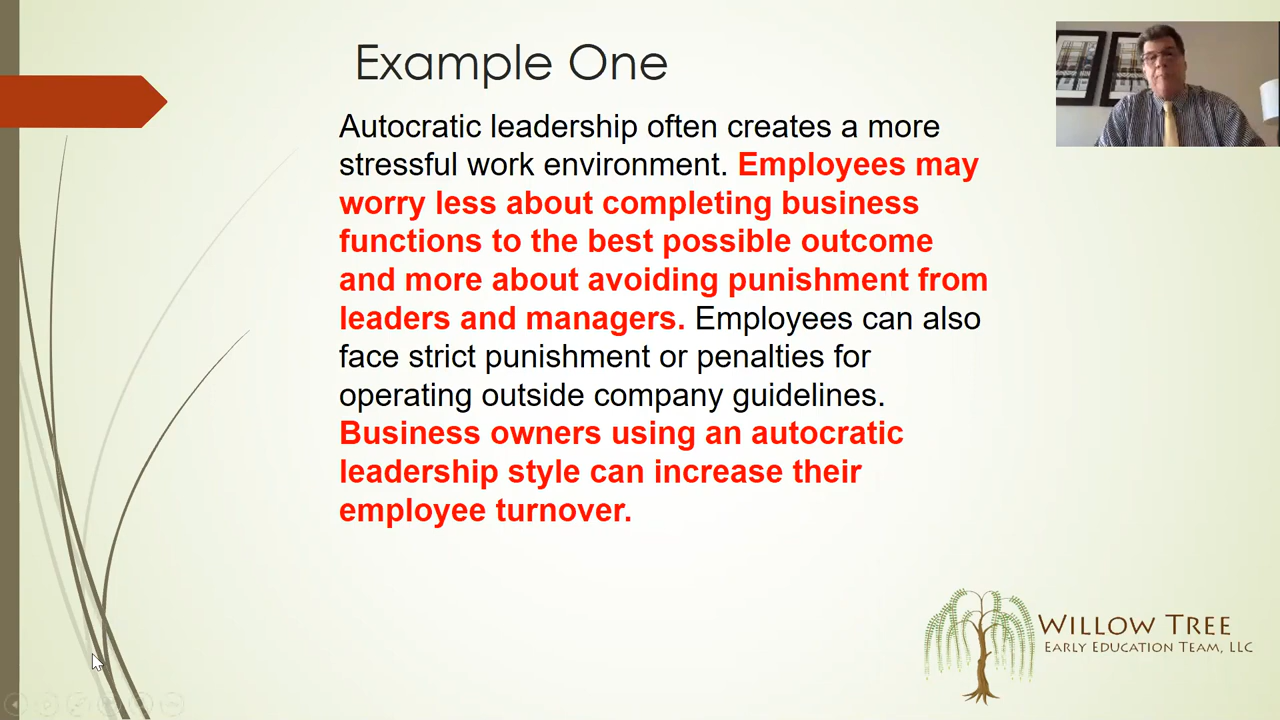 Example One
Autocratic leadership often creates a more
stressful work environment. Employees may
worry less about completing business
functions to the best possible outcome
and more about avoiding punishment from
leaders and managers. Employees can also
face strict punishment or penalties for
operating outside company guidelines.
Business owners using an autocratic
leadership style can increase their
employee turnover.
Willow Tree
Early Education Team, LLC